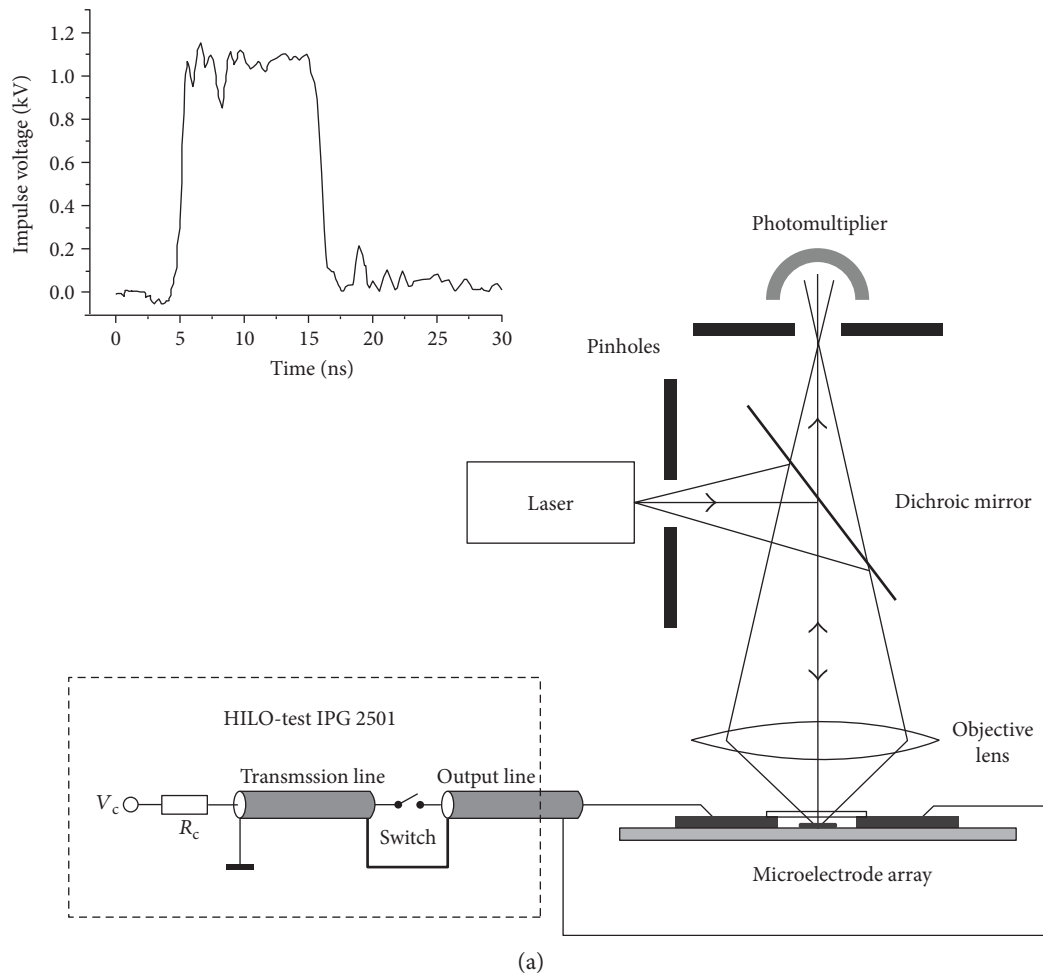 1.2
1.0
0.8
0.6
0.4
0.2
0.0
Impulse voltage (kV)
0 5 10 15 20 25 30
Time (ns)
Photomultiplier
Pinholes
Laser
Dichroic mirror
HILO-test IPG 2501
Objective
lens
Transmssion line
Output line
Vc
Rc
Switch
Microelectrode array
(a)